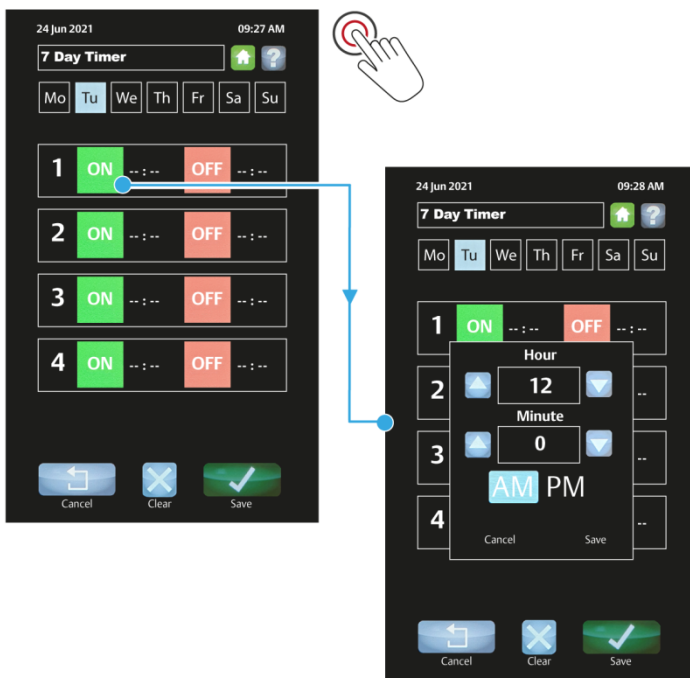 24 Jun 2021 09:27 AM
7 Day Timer ?
Mo Tu We Th Fr Sa Su
1 ON --:-- OFF --:--
2 ON --:-- OFF --:--
3 ON --:-- OFF --:--
4 ON --:-- OFF --:--
Cancel Clear Save
24 Jun 2021 09:28 AM
7 Day Timer ?
Mo Tu We Th Fr Sa Su
1 ON --:-- OFF --:--
Hour
2 12 --
Minute
3 0 --
AM PM
4 --
Cancel Save
Cancel Clear Save